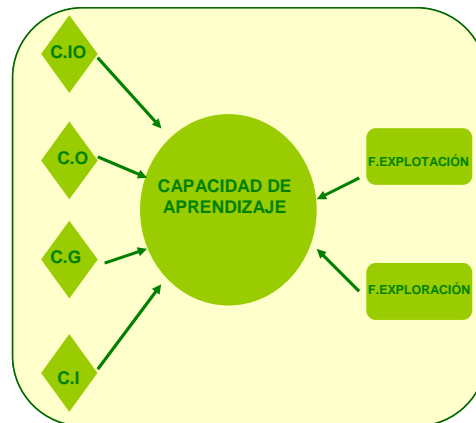 C.IO
C.O
C.G
C.I
CAPACIDAD DE
APRENDIZAJE
F.EXPLOTACIÓN
F.EXPLORACIÓN